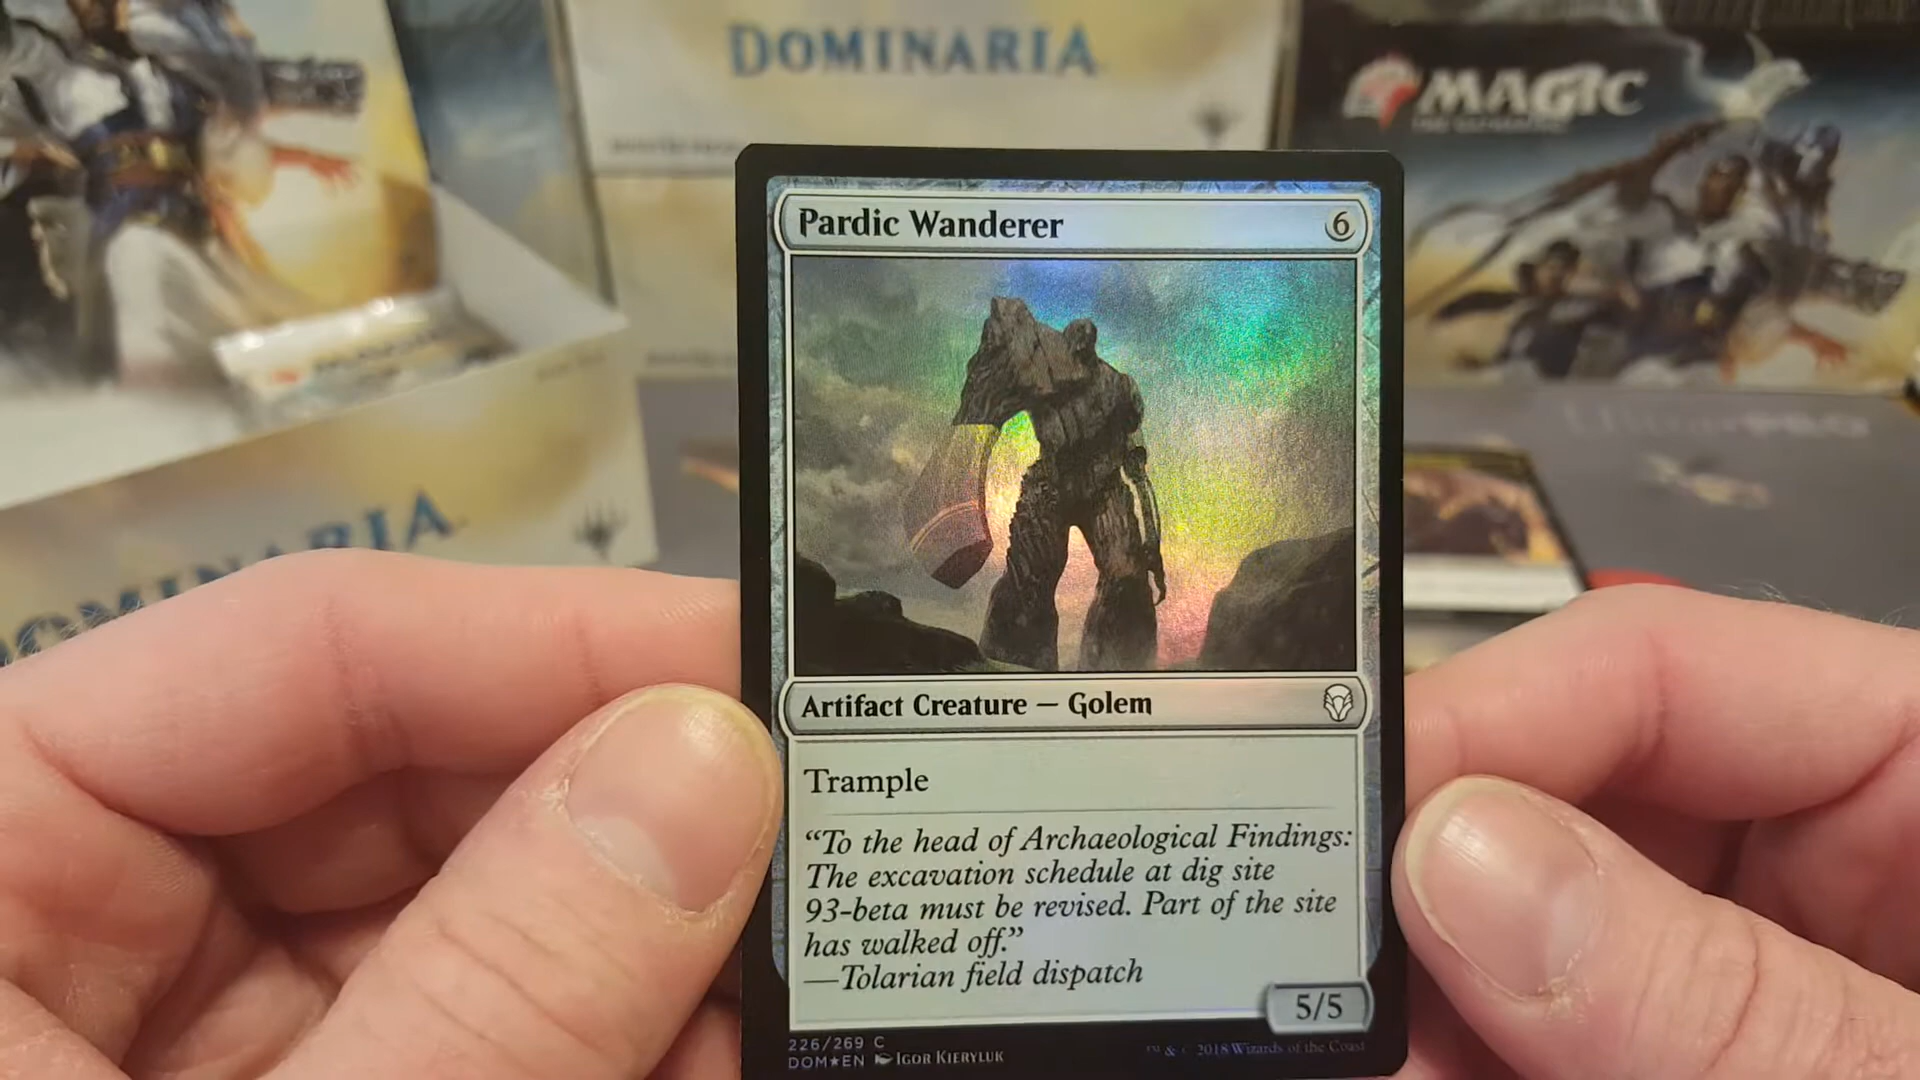 DOMINARIA
MAGIC
Pardic Wanderer
6
Artifact Creature — Golem
Trample
“To the head of Archaeological Findings:
The excavation schedule at dig site
93-beta must be revised. Part of the site
has walked off.”
—Tolarian field dispatch
5/5
226/269 C
DOM★EN IGOR KIERYLUK
™ & © 2018 Wizards of the Coast
DOMINARIA